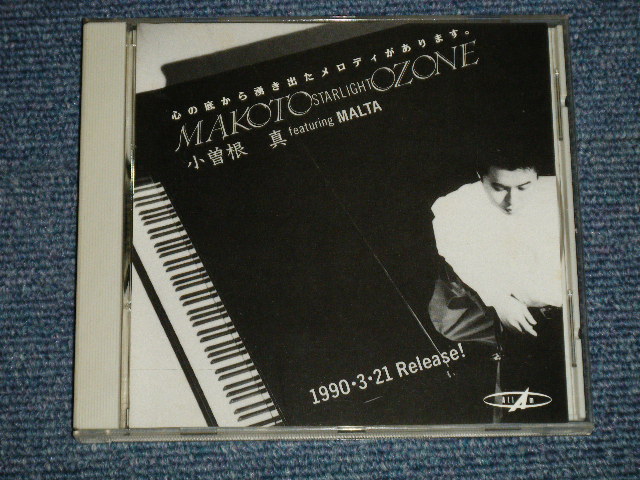 心の底から湧き出たメロディがあります。
MAKOTO STARLIGHT OZONE
小曽根 真 featuring MALTA
1990・3・21 Release!